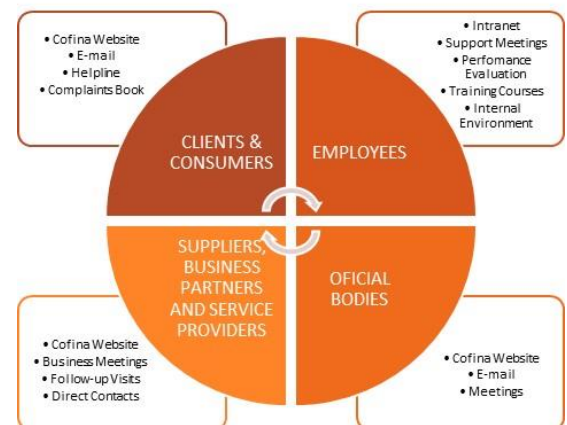 • Cofina Website
• E-mail
• Helpline
• Complaints Book
• Intranet
• Support Meetings
• Perfomance
Evaluation
• Training Courses
• Internal
Environment
CLIENTS &
CONSUMERS
EMPLOYEES
SUPPLIERS,
BUSINESS
PARTNERS
AND SERVICE
PROVIDERS
OFICIAL
BODIES
• Cofina Website
• Business Meetings
• Follow-up Visits
• Direct Contacts
• Cofina Website
• E-mail
• Meetings